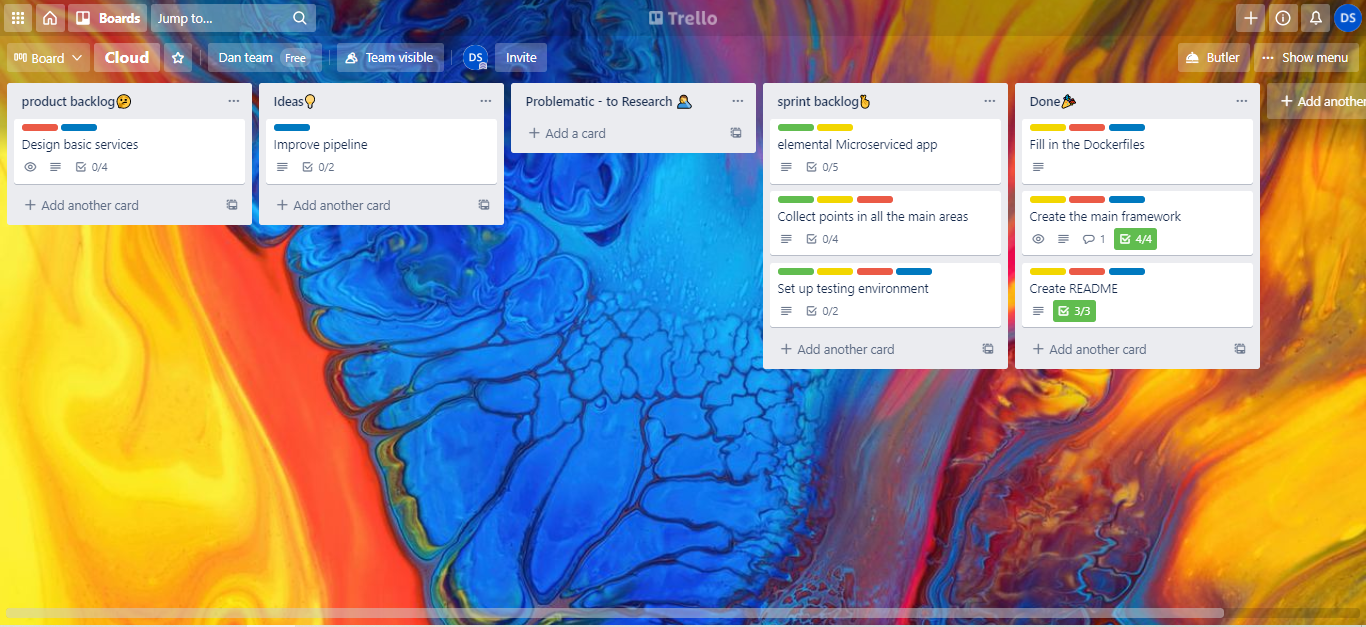 Boards
Jump to...
Trello
DS
Board
Cloud
Dan team Free
Team visible
DS
Invite
Butler
Show menu
product backlog🤔
Design basic services
0/4
Add another card
Ideas💡
Improve pipeline
0/2
Add another card
Problematic - to Research
Add a card
sprint backlog
elemental Microserviced app
0/5
Collect points in all the main areas
0/4
Set up testing environment
0/2
Add another card
Done🎉
Fill in the Dockerfiles
Create the main framework
1
4/4
Create README
3/3
Add another card
Add another